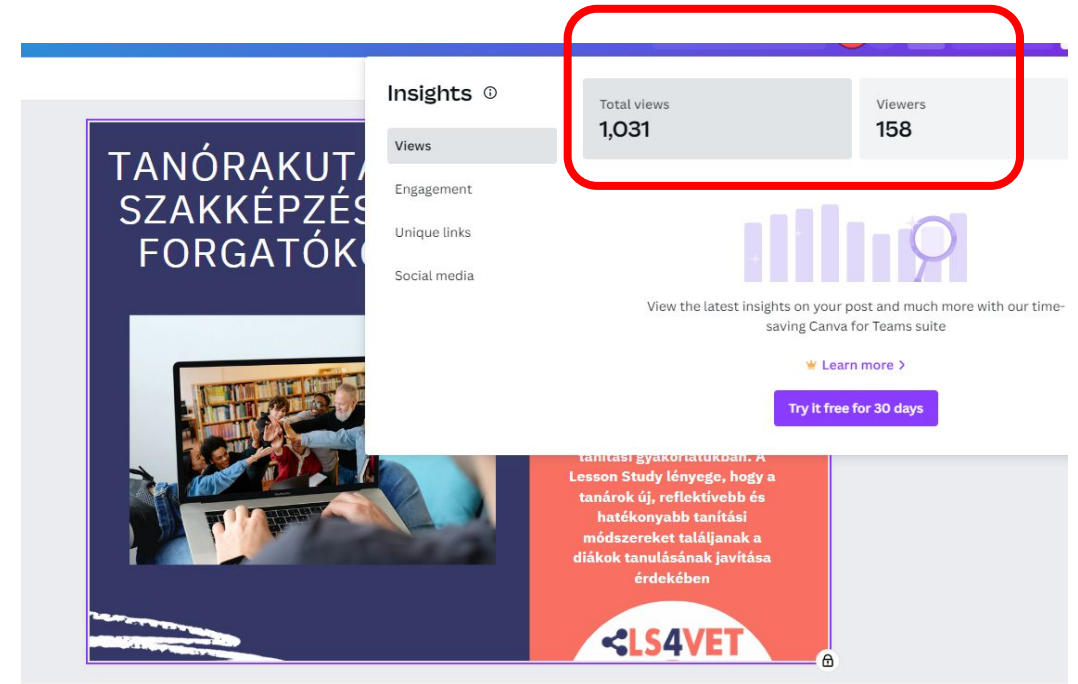 Insights
Total views
1,031
Viewers
158
Views
Engagement
Unique links
Social media
View the latest insights on your post and much more with our time-
saving Canva for Teams suite
Learn more >
Try it free for 30 days
TANÓRAKUTA
SZAKKÉPZÉS
FORGATÓK
tanítási gyakorlatukban. A
Lesson Study lényege, hogy a
tanárok új, reflektívebb és
hatékonyabb tanítási
módszereket találjanak a
diákok tanulásának javítása
érdekében
LS4VET